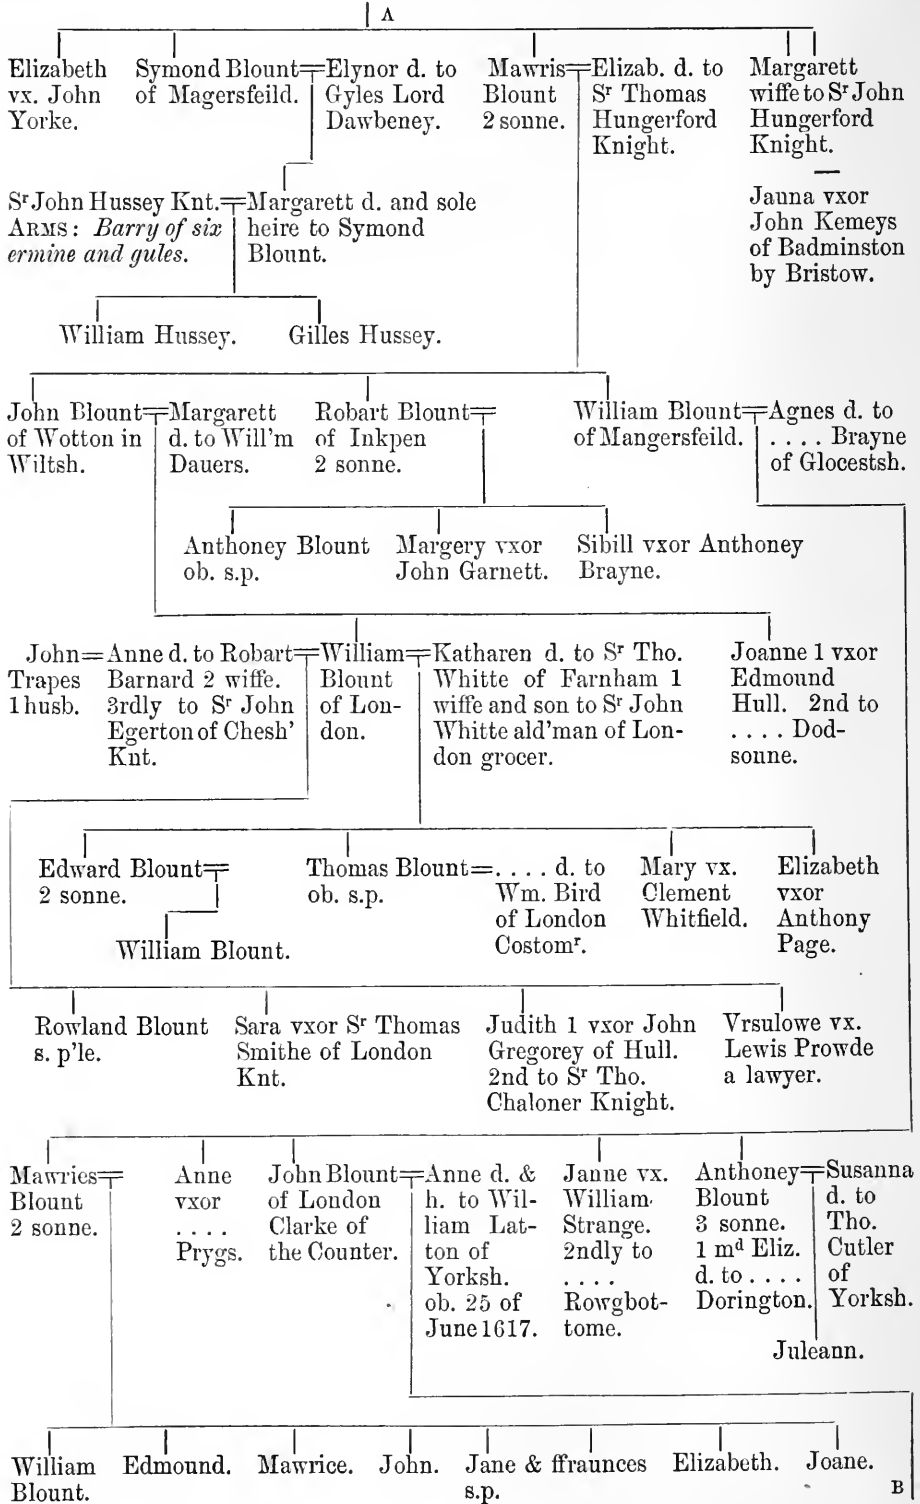 A
Elizabeth
vx. John
Yorke.
Symond Blount=Elynor d. to
of Magersfeild. Gyles Lord
Dawbeney.
Mawris=Elizab. d. to
Blount Sr Thomas
2 sonne. Hungerford
Knight.
Margarett
wiffe to Sr John
Hungerford
Knight.
—
Jauna vxor
John Kemeys
of Badminston
by Bristow.
Sr John Hussey Knt.=Margarett d. and sole
ARMS: Barry of six heire to Symond
ermine and gules. Blount.
William Hussey. Gilles Hussey.
John Blount=Margarett
of Wotton in d. to Will'm
Wiltsh. Dauers.
Robart Blount=
of Inkpen
2 sonne.
William Blount=Agnes d. to
of Mangersfeild. .... Brayne
of Glocestsh.
Anthoney Blount
ob. s.p.
Margery vxor
John Garnett.
Sibill vxor Anthoney
Brayne.
John=Anne d. to Robart=William=Katharen d. to Sr Tho.
Trapes Barnard 2 wiffe. Blount Whitte of Farnham 1
1 husb. 3rdly to Sr John of Lon- wiffe and son to Sr John
Egerton of Chesh' don. Whitte ald'man of Lon-
Knt. don grocer.
Joanne 1 vxor
Edmound
Hull. 2nd to
.... Dod-
sonne.
Edward Blount=
2 sonne.
William Blount.
Thomas Blount=.... d. to
ob. s.p. Wm. Bird
of London
Costomr.
Mary vx.
Clement
Whitfield.
Elizabeth
vxor
Anthony
Page.
Rowland Blount
s. p'le.
Sara vxor Sr Thomas
Smithe of London
Knt.
Judith 1 vxor John
Gregorey of Hull.
2nd to Sr Tho.
Chaloner Knight.
Vrsulowe vx.
Lewis Prowde
a lawyer.
Mawries=
Blount
2 sonne.
Anne
vxor
....
Prygs.
John Blount=Anne d. &
of London h. to Wil-
Clarke of liam Lat-
the Counter. ton of
Yorksh.
ob. 25 of
June 1617.
Janne vx.
William
Strange.
2ndly to
....
Rowgbot-
tome.
Anthoney=Susanna
Blount d. to
3 sonne. Tho.
1 md Eliz. Cutler
d. to .... of
Dorington. Yorksh.
Juleann.
William
Blount.
Edmound. Mawrice. John. Jane & ffraunces
s.p.
Elizabeth. Joane.
B